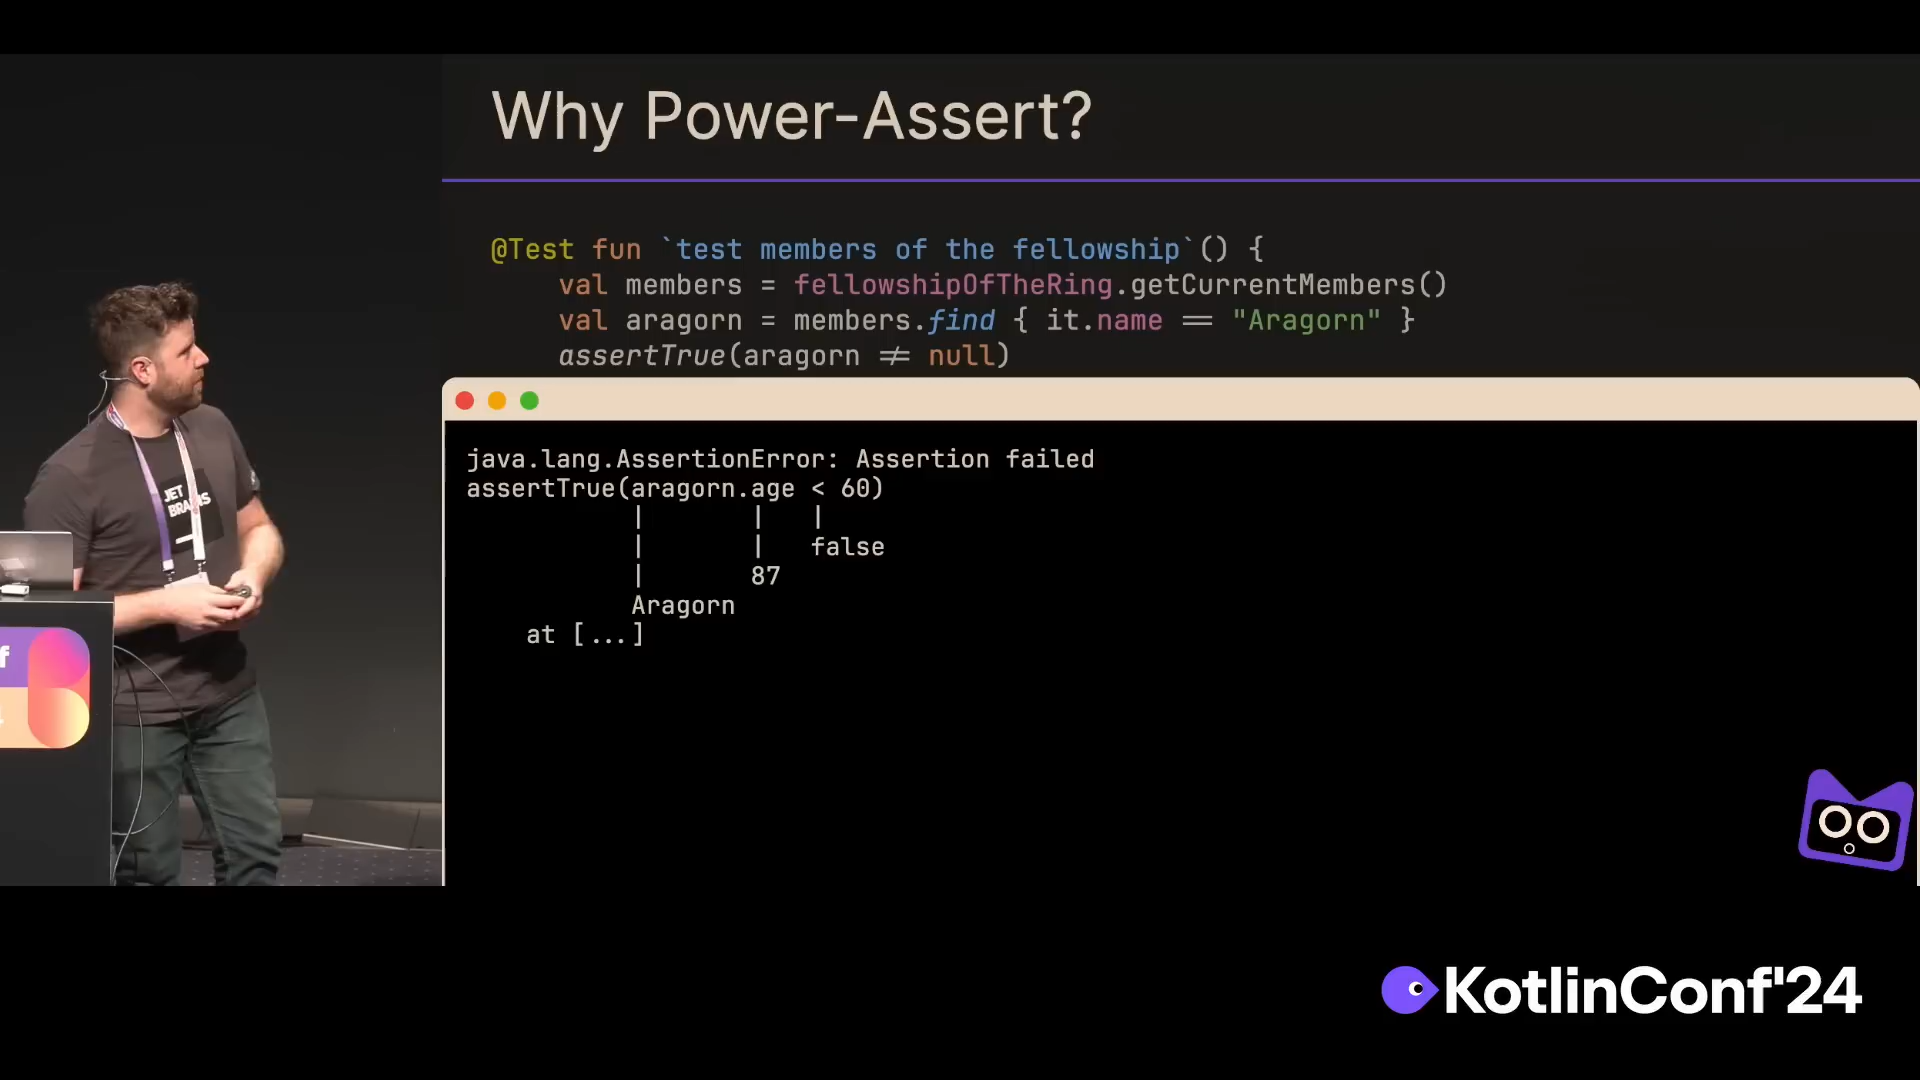 Why Power-Assert?
@Test fun `test members of the fellowship`() {
val members = fellowshipOfTheRing.getCurrentMembers()
val aragorn = members.find { it.name == "Aragorn" }
assertTrue(aragorn ≠ null)
java.lang.AssertionError: Assertion failed
assertTrue(aragorn.age < 60)
| | |
| | false
| 87
Aragorn
at [...]
JET
BRAINS
f
KotlinConf'24